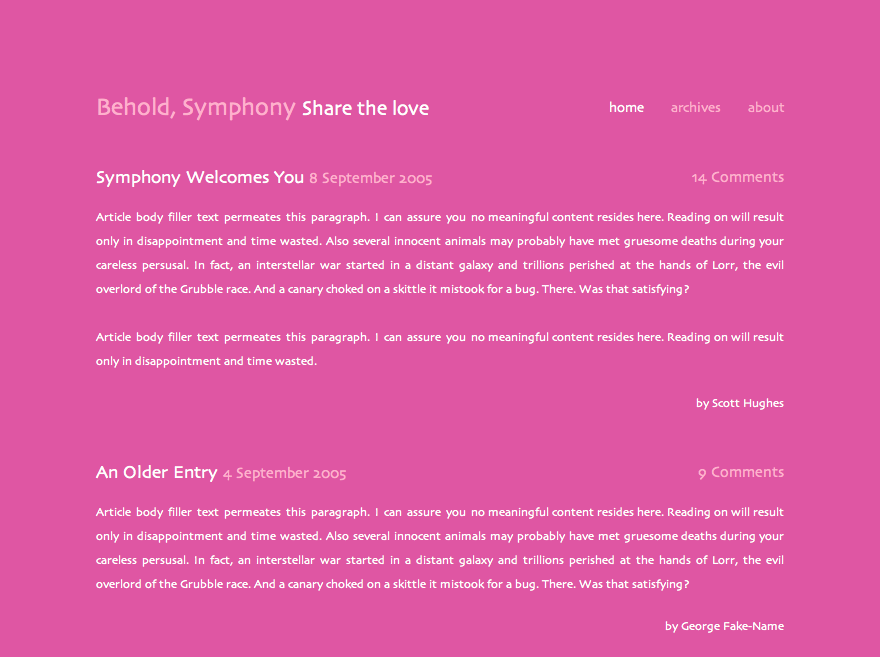 Behold, Symphony Share the love home archives about
Symphony Welcomes You 8 September 2005 14 Comments
Article body filler text permeates this paragraph. I can assure you no meaningful content resides here. Reading on will result
only in disappointment and time wasted. Also several innocent animals may probably have met gruesome deaths during your
careless persusal. In fact, an interstellar war started in a distant galaxy and trillions perished at the hands of Lorr, the evil
overlord of the Grubble race. And a canary choked on a skittle it mistook for a bug. There. Was that satisfying?
Article body filler text permeates this paragraph. I can assure you no meaningful content resides here. Reading on will result
only in disappointment and time wasted.
by Scott Hughes
An Older Entry 4 September 2005 9 Comments
Article body filler text permeates this paragraph. I can assure you no meaningful content resides here. Reading on will result
only in disappointment and time wasted. Also several innocent animals may probably have met gruesome deaths during your
careless persusal. In fact, an interstellar war started in a distant galaxy and trillions perished at the hands of Lorr, the evil
overlord of the Grubble race. And a canary choked on a skittle it mistook for a bug. There. Was that satisfying?
by George Fake-Name